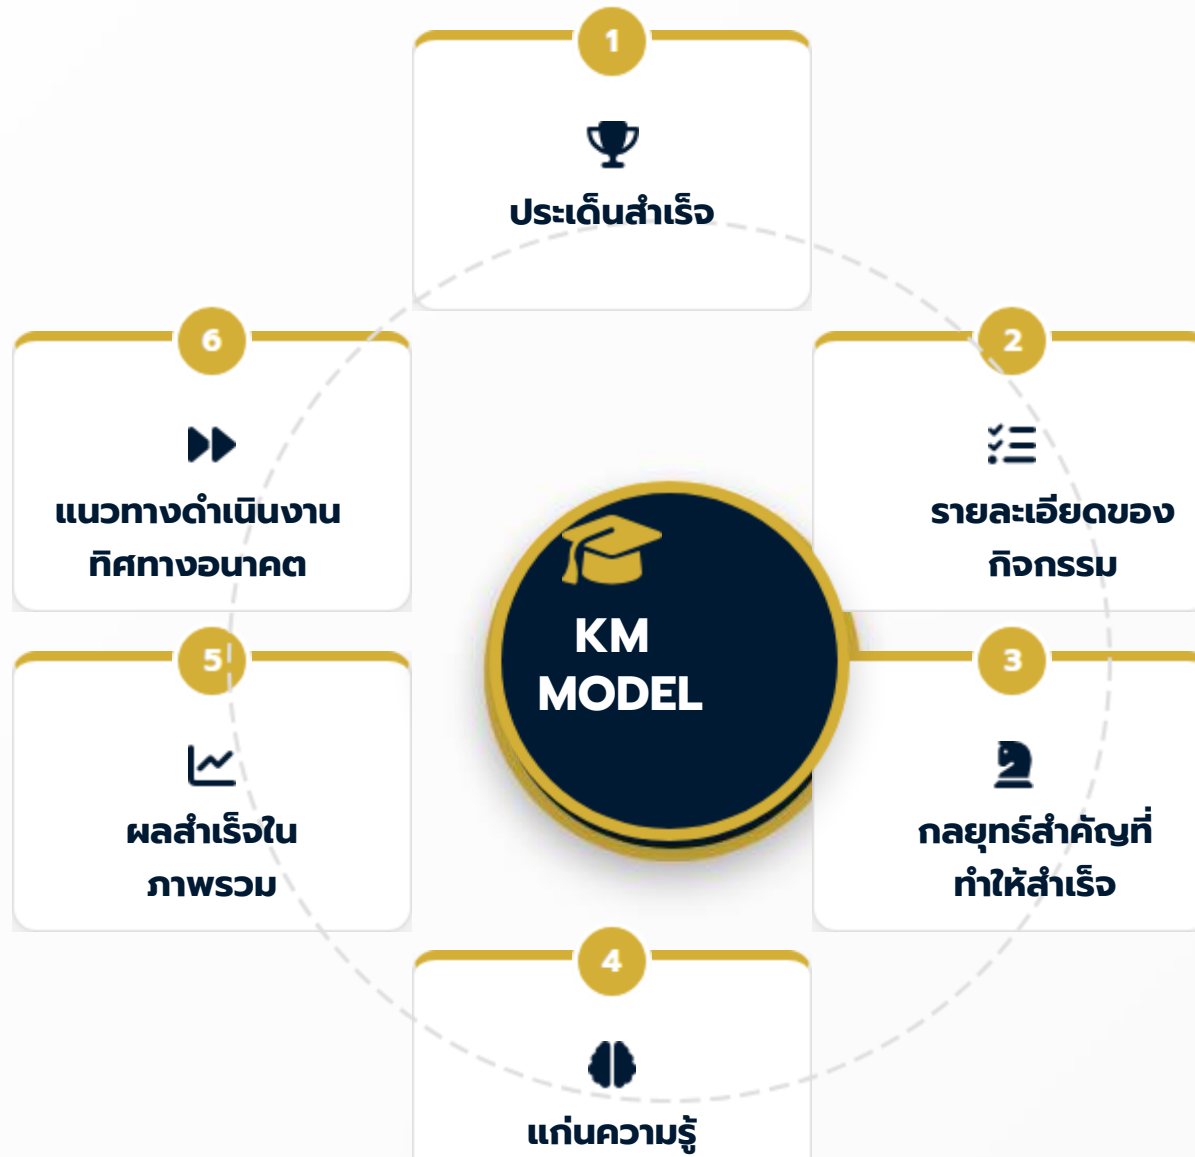 1
ประเด็นสำเร็จ
2
รายละเอียดของ
กิจกรรม
3
กลยุทธ์สำคัญที่
ทำให้สำเร็จ
4
แก่นความรู้
5
ผลสำเร็จใน
ภาพรวม
6
แนวทางดำเนินงาน
ทิศทางอนาคต
KM
MODEL